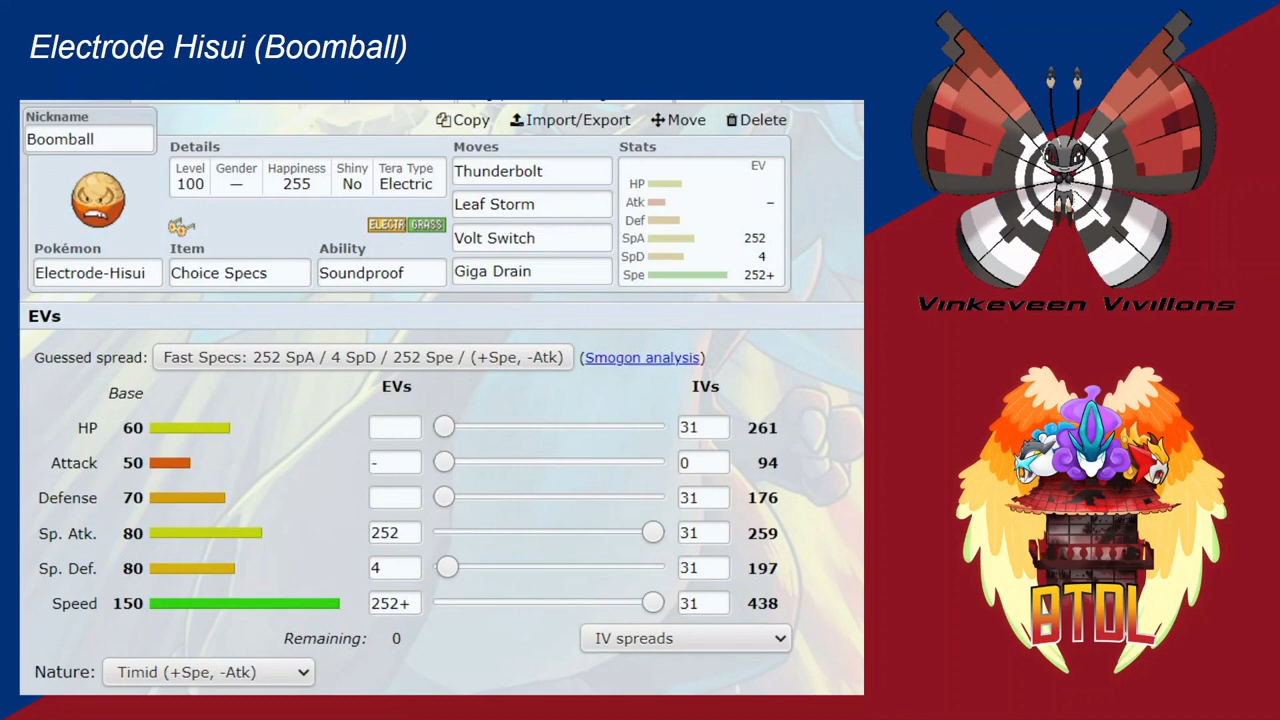 Electrode Hisui (Boomball)
Nickname
Boomball
Copy Import/Export Move Delete
Details
Level Gender Happiness Shiny Tera Type
100 — 255 No Electric
ELECTR GRASS
Pokémon Item Ability
Electrode-Hisui Choice Specs Soundproof
Moves
Thunderbolt
Leaf Storm
Volt Switch
Giga Drain
Stats
EV
HP
Atk –
Def
SpA 252
SpD 4
Spe 252+
EVs
Guessed spread: Fast Specs: 252 SpA / 4 SpD / 252 Spe / (+Spe, -Atk) (Smogon analysis)
Base EVs IVs
HP 60 31 261
Attack 50 - 0 94
Defense 70 31 176
Sp. Atk. 80 252 31 259
Sp. Def. 80 4 31 197
Speed 150 252+ 31 438
Remaining: 0 IV spreads
Nature: Timid (+Spe, -Atk)
Vinkeveen Vivillons
BTDL